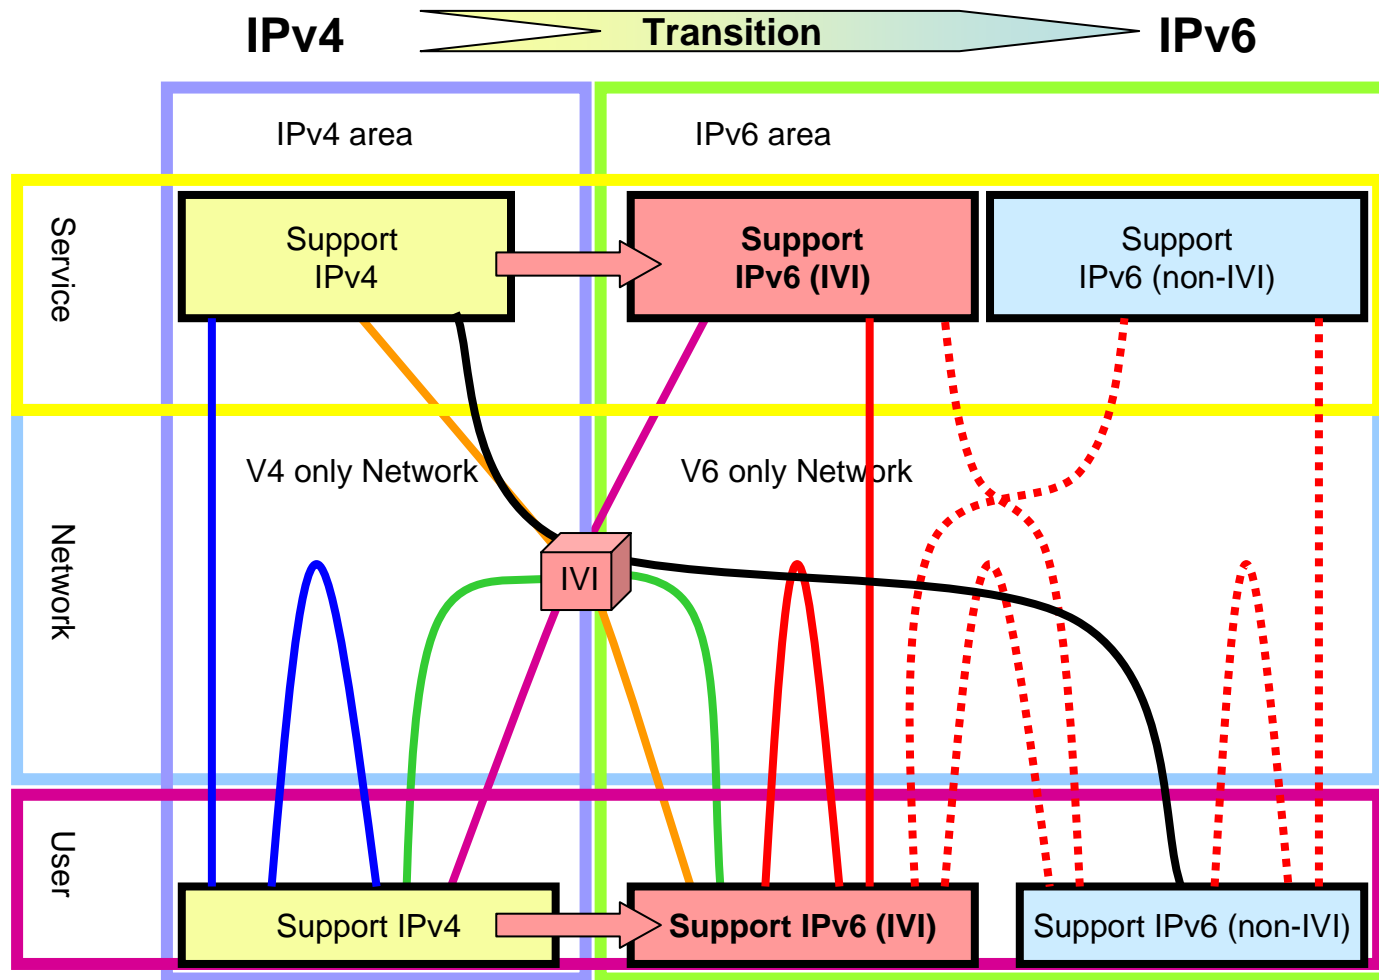 IPv4
Transition
IPv6
IPv4 area
IPv6 area
Service
Support
IPv4
Support
IPv6 (IVI)
Support
IPv6 (non-IVI)
V4 only Network
V6 only Network
Network
IVI
User
Support IPv4
Support IPv6 (IVI)
Support IPv6 (non-IVI)